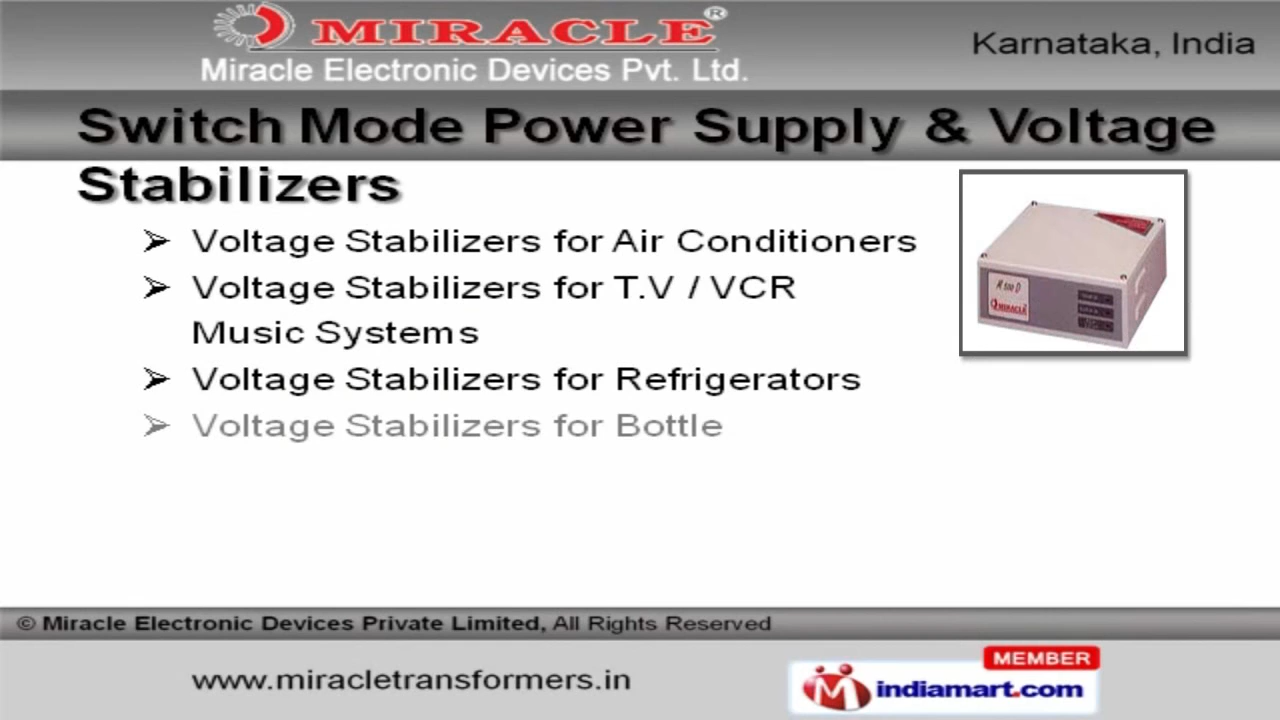 MIRACLE®
Miracle Electronic Devices Pvt. Ltd.
Karnataka, India
Switch Mode Power Supply & Voltage
Stabilizers
➢ Voltage Stabilizers for Air Conditioners
➢ Voltage Stabilizers for T.V / VCR
Music Systems
➢ Voltage Stabilizers for Refrigerators
➢ Voltage Stabilizers for Bottle
M 500 D
MIRACLE
© Miracle Electronic Devices Private Limited, All Rights Reserved
www.miracletransformers.in
MEMBER
indiamart.com